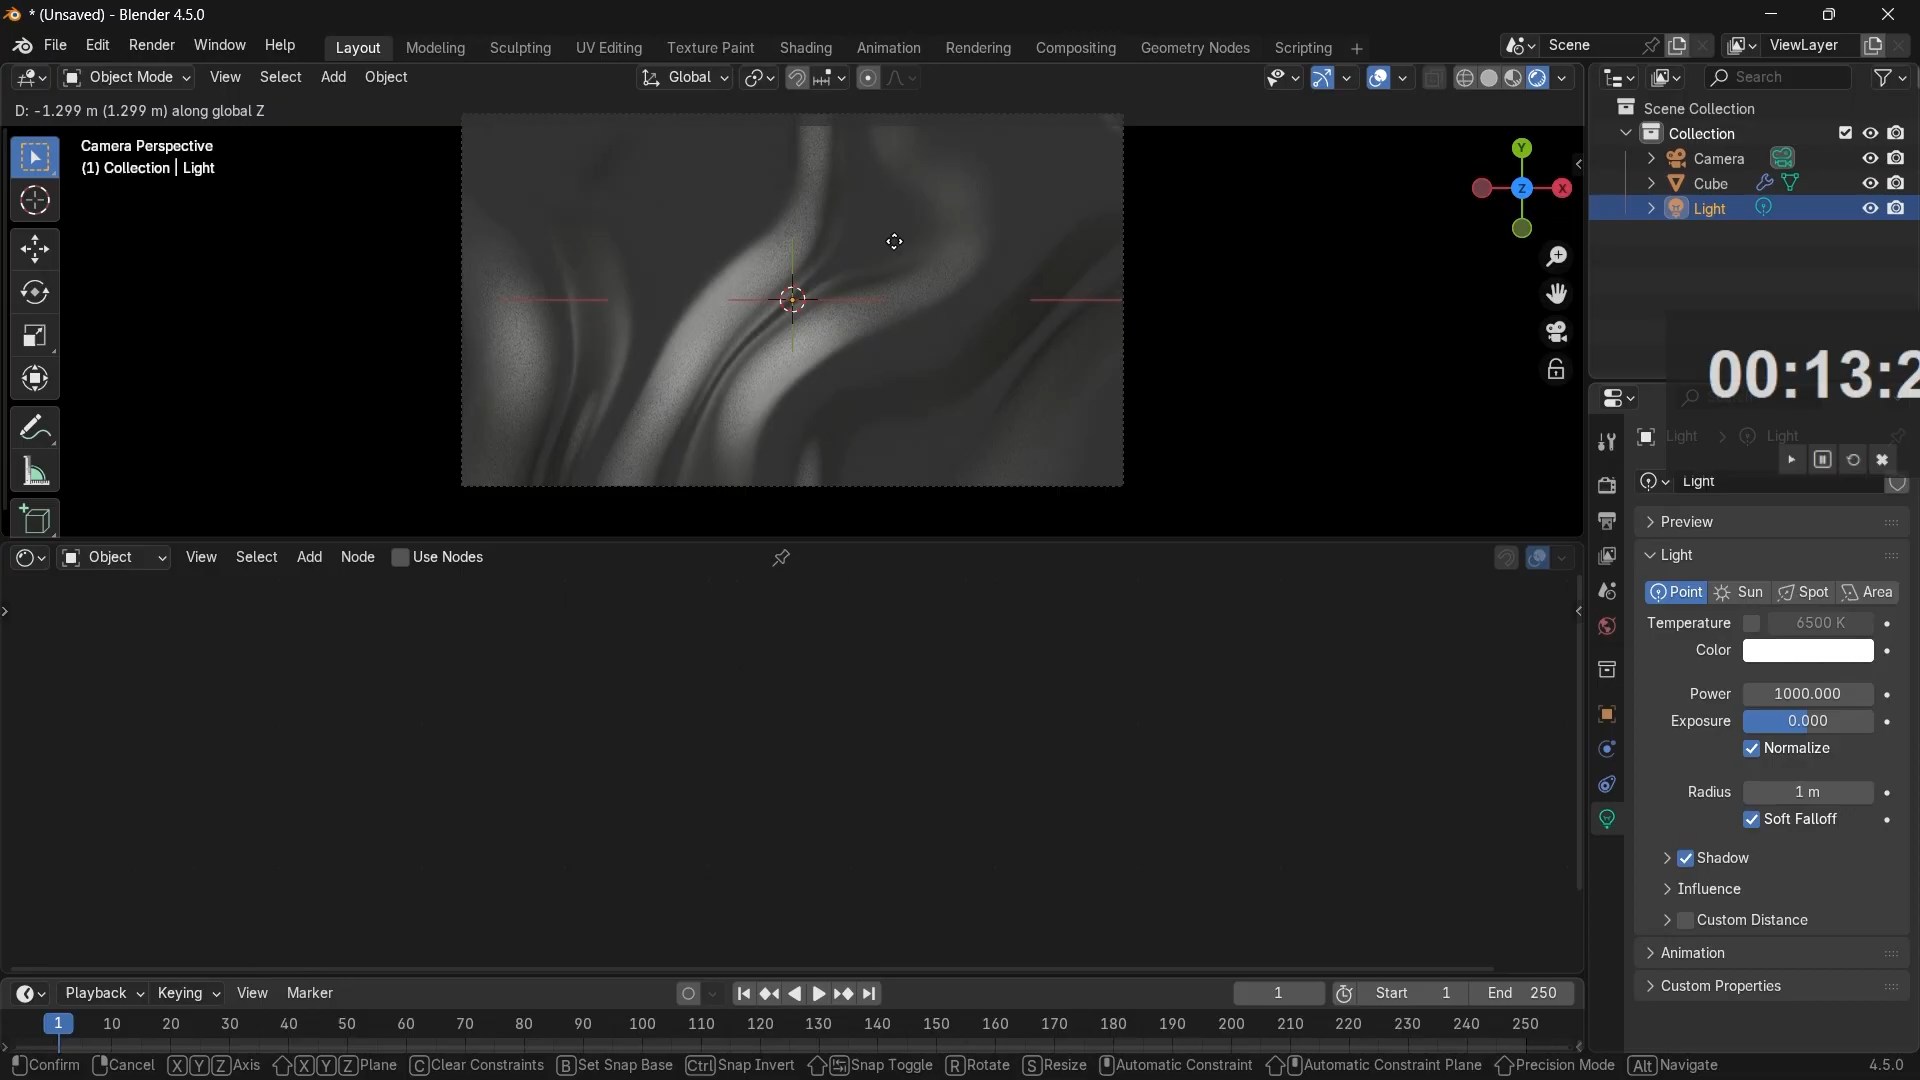 * (Unsaved) - Blender 4.5.0
File Edit Render Window Help Layout Modeling Sculpting UV Editing Texture Paint Shading Animation Rendering Compositing Geometry Nodes Scripting + Scene ViewLayer
Object Mode View Select Add Object Global Search
D: -1.299 m (1.299 m) along global Z
Scene Collection
Collection
Camera
Cube
Light
Camera Perspective
(1) Collection | Light
Y
X
Z
00:13:2
Light > Light
Light
Preview
Light
Point Sun Spot Area
Temperature 6500 K
Color
Power 1000.000
Exposure 0.000
Normalize
Radius 1 m
Soft Falloff
Shadow
Influence
Custom Distance
Animation
Custom Properties
Object View Select Add Node Use Nodes
Playback Keying View Marker 1 Start 1 End 250
1 10 20 30 40 50 60 70 80 90 100 110 120 130 140 150 160 170 180 190 200 210 220 230 240 250
Confirm Cancel X Y Z Axis X Y Z Plane C Clear Constraints B Set Snap Base Ctrl Snap Invert Snap Toggle R Rotate S Resize Automatic Constraint Automatic Constraint Plane Precision Mode Alt Navigate 4.5.0